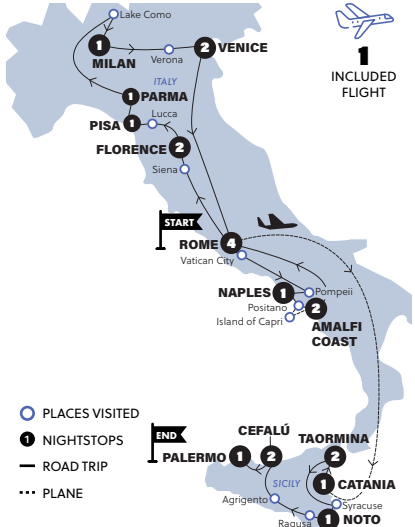 Lake Como
1
MILAN
Verona
2 VENICE
1
INCLUDED
FLIGHT
ITALY
1 PARMA
Lucca
PISA 1
FLORENCE 2
Siena
START
ROME 4
Vatican City
NAPLES 1
Pompeii
Positano
2
Island of Capri
AMALFI
COAST
PLACES VISITED
1 NIGHTSTOPS
ROAD TRIP
PLANE
END
CEFALÚ
TAORMINA
PALERMO 1
2
2
SICILY
1 CATANIA
Agrigento
Syracuse
Ragusa
1 NOTO